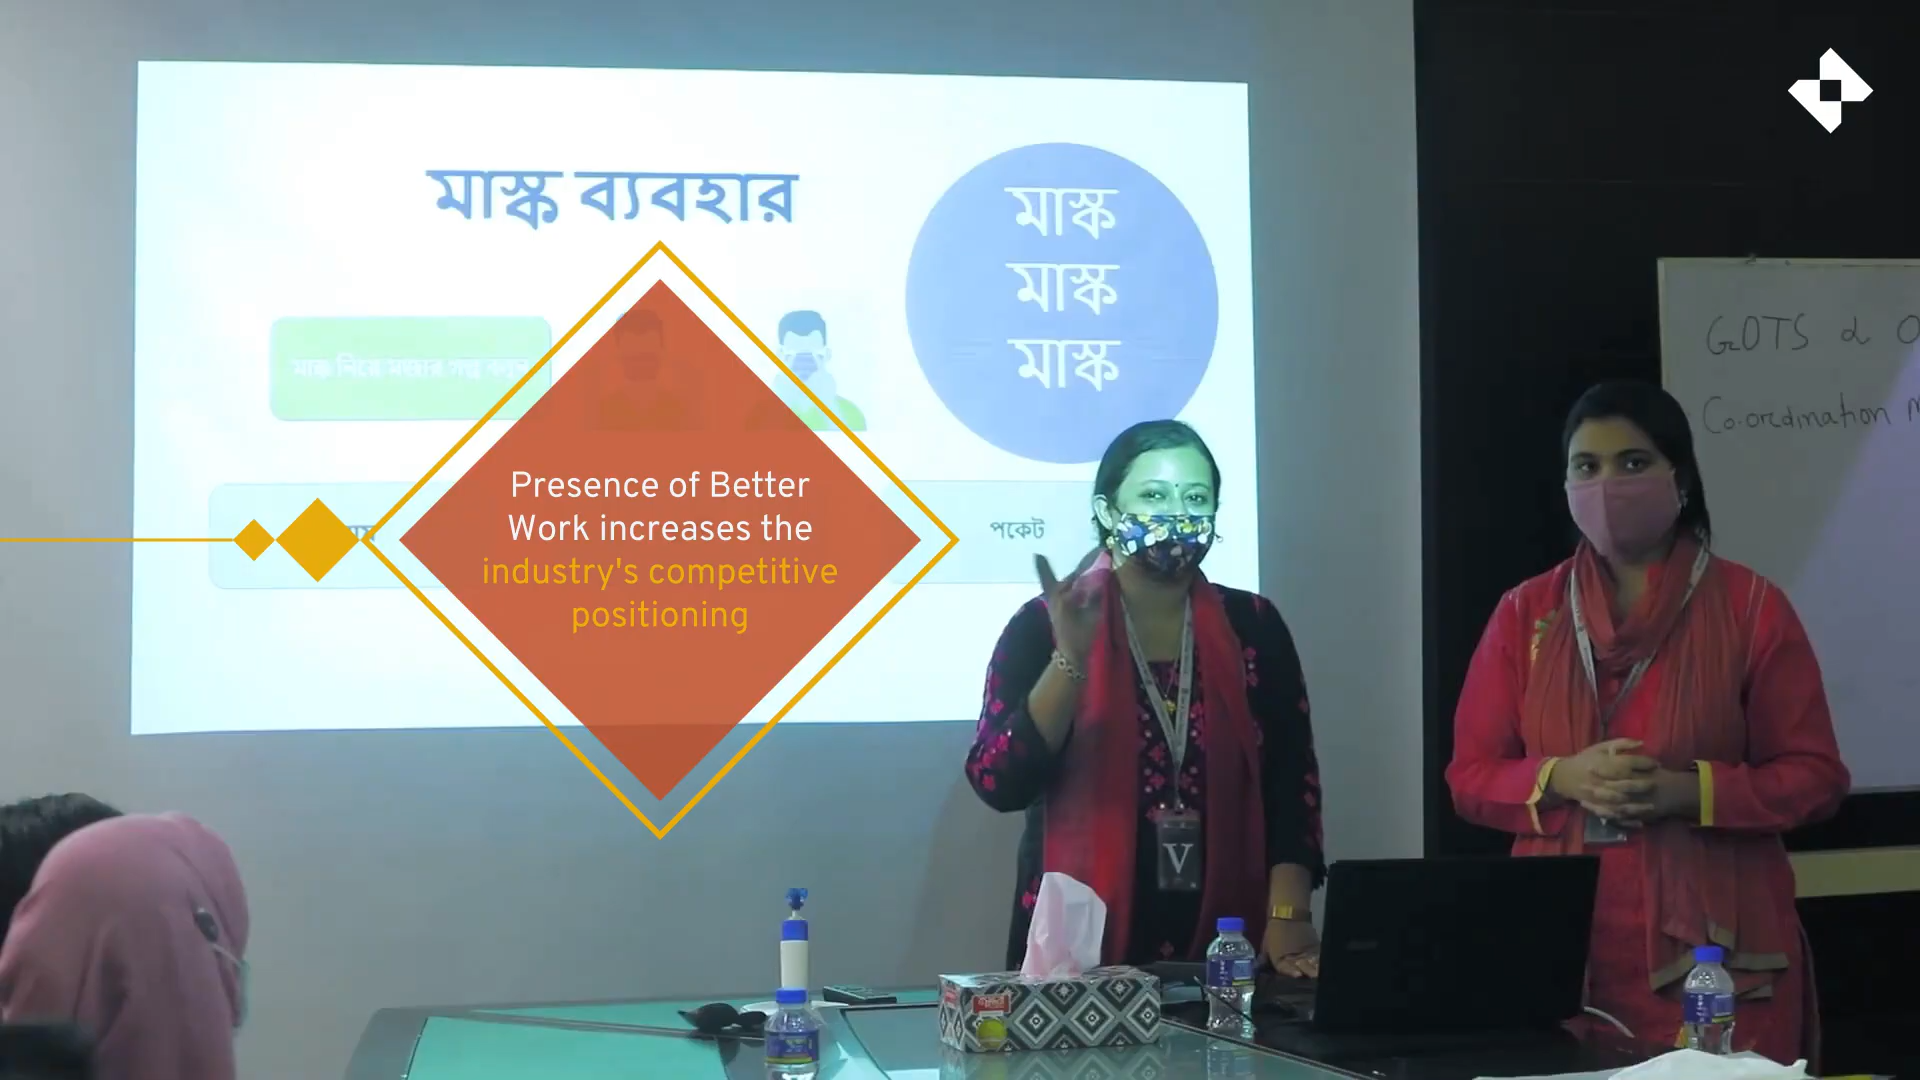 মাস্ক ব্যবহার
মাস্ক
মাস্ক
মাস্ক
মাস্ক নিয়ে
পকেট
Presence of Better
Work increases the
industry's competitive
positioning
GOTS & O
Co-ordination M
V